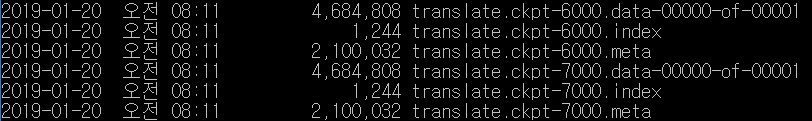 2019-01-20 오전 08:11 4,684,808 translate.ckpt-6000.data-00000-of-00001
2019-01-20 오전 08:11 1,244 translate.ckpt-6000.index
2019-01-20 오전 08:11 2,100,032 translate.ckpt-6000.meta
2019-01-20 오전 08:11 4,684,808 translate.ckpt-7000.data-00000-of-00001
2019-01-20 오전 08:11 1,244 translate.ckpt-7000.index
2019-01-20 오전 08:11 2,100,032 translate.ckpt-7000.meta